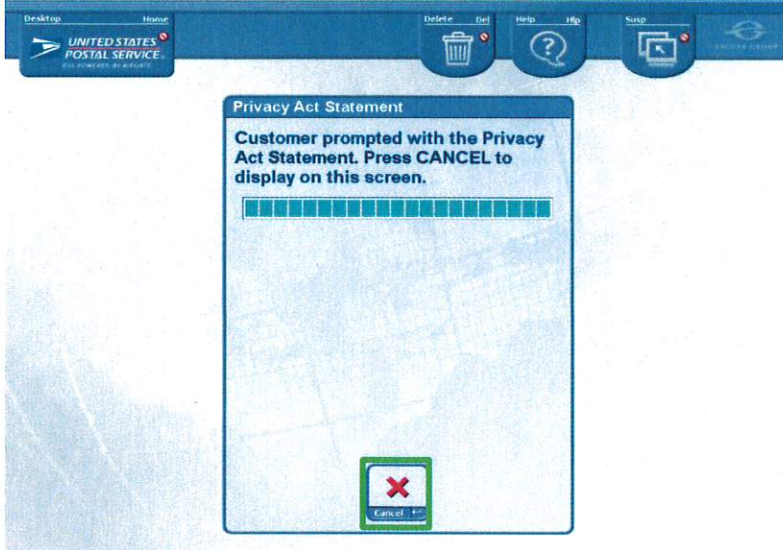 Desktop Home
Delete Del
Help Hlp
Susp
UNITED STATES
POSTAL SERVICE
Privacy Act Statement
Customer prompted with the Privacy
Act Statement. Press CANCEL to
display on this screen.
Cancel